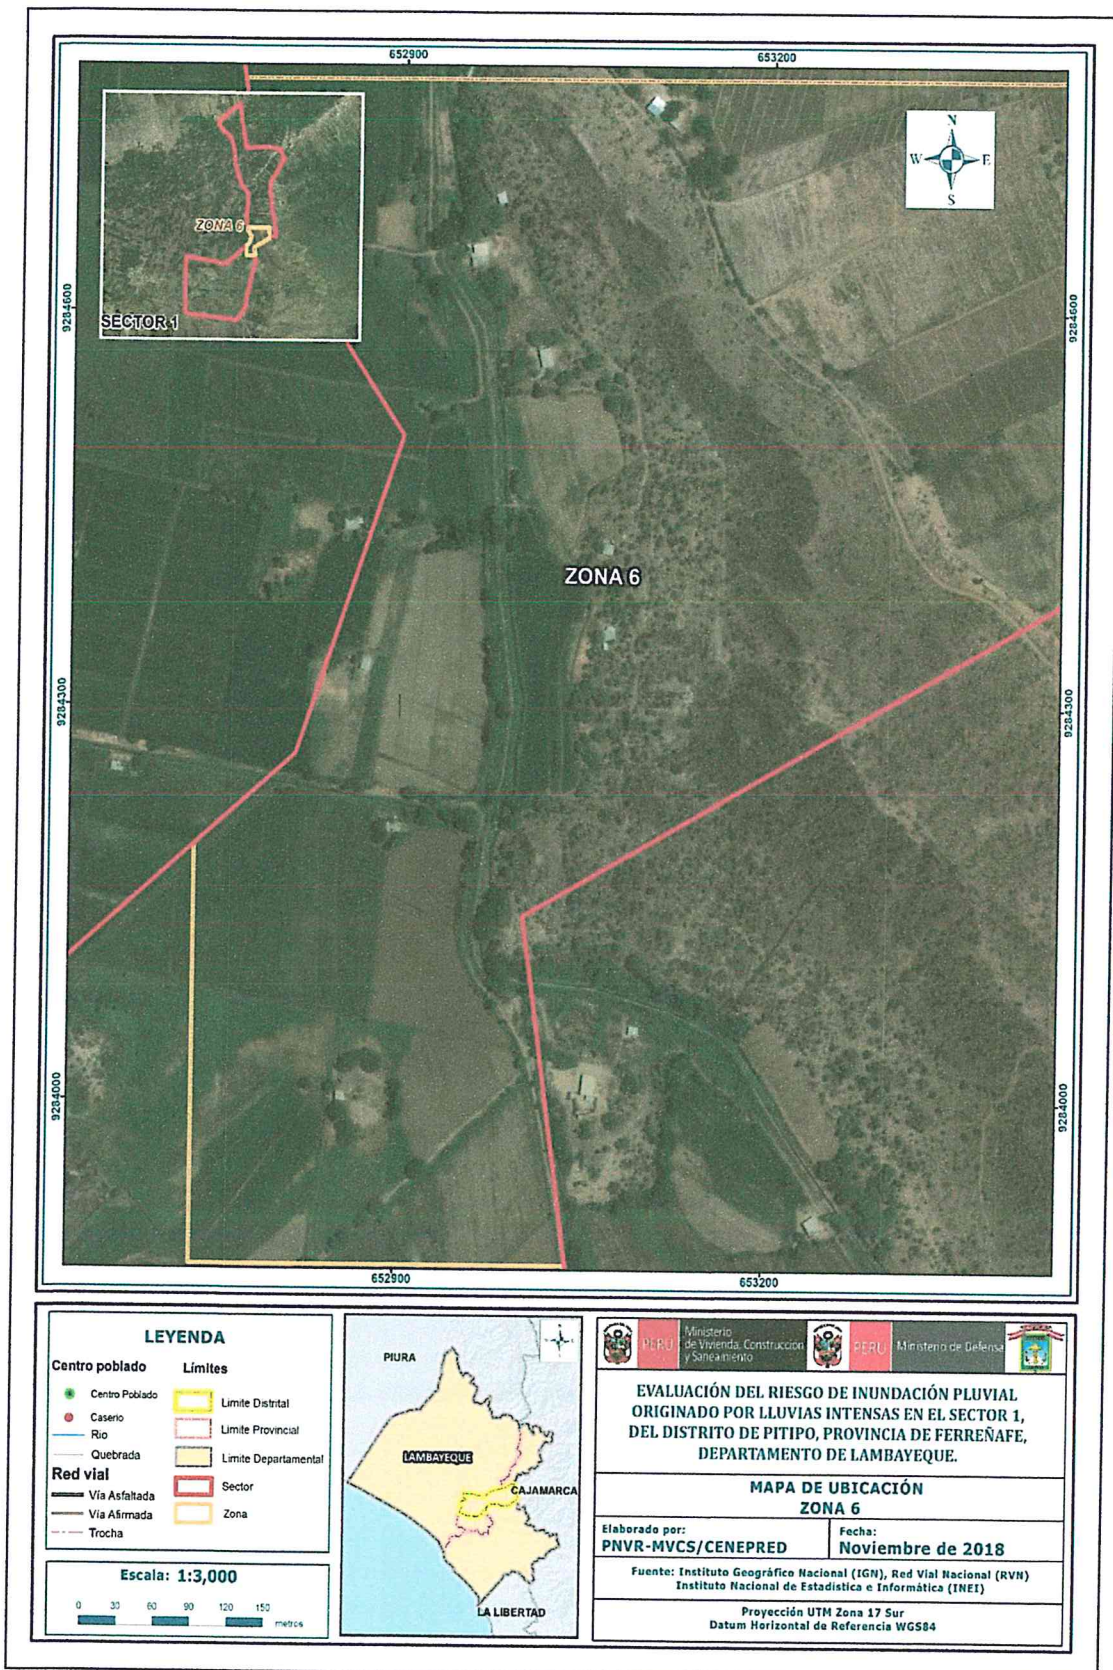 652900
653200
N
W
E
S
ZONA 6
SECTOR 1
9284600
9284600
ZONA 6
9284300
9284300
9284000
9284000
652900
653200
LEYENDA
Centro poblado
Centro Poblado
Caserio
Rio
Quebrada
Red vial
Vía Asfaltada
Vía Afirmada
Trocha
Límites
Limite Distrital
Limite Provincial
Limite Departamental
Sector
Zona
Escala: 1:3,000
0 30 60 90 120 150
metros
PIURA
LAMBAYEQUE
CAJAMARCA
LA LIBERTAD
PERÚ
Ministerio
de Vivienda, Construcción
y Saneamiento
PERÚ
Ministerio de Defensa
EVALUACIÓN DEL RIESGO DE INUNDACIÓN PLUVIAL
ORIGINADO POR LLUVIAS INTENSAS EN EL SECTOR 1,
DEL DISTRITO DE PITIPO, PROVINCIA DE FERREÑAFE,
DEPARTAMENTO DE LAMBAYEQUE.
MAPA DE UBICACIÓN
ZONA 6
Elaborado por:
PNVR-MVCS/CENEPRED
Fecha:
Noviembre de 2018
Fuente: Instituto Geográfico Nacional (IGN), Red Vial Nacional (RVN)
Instituto Nacional de Estadística e Informática (INEI)
Proyección UTM Zona 17 Sur
Datum Horizontal de Referencia WGS84